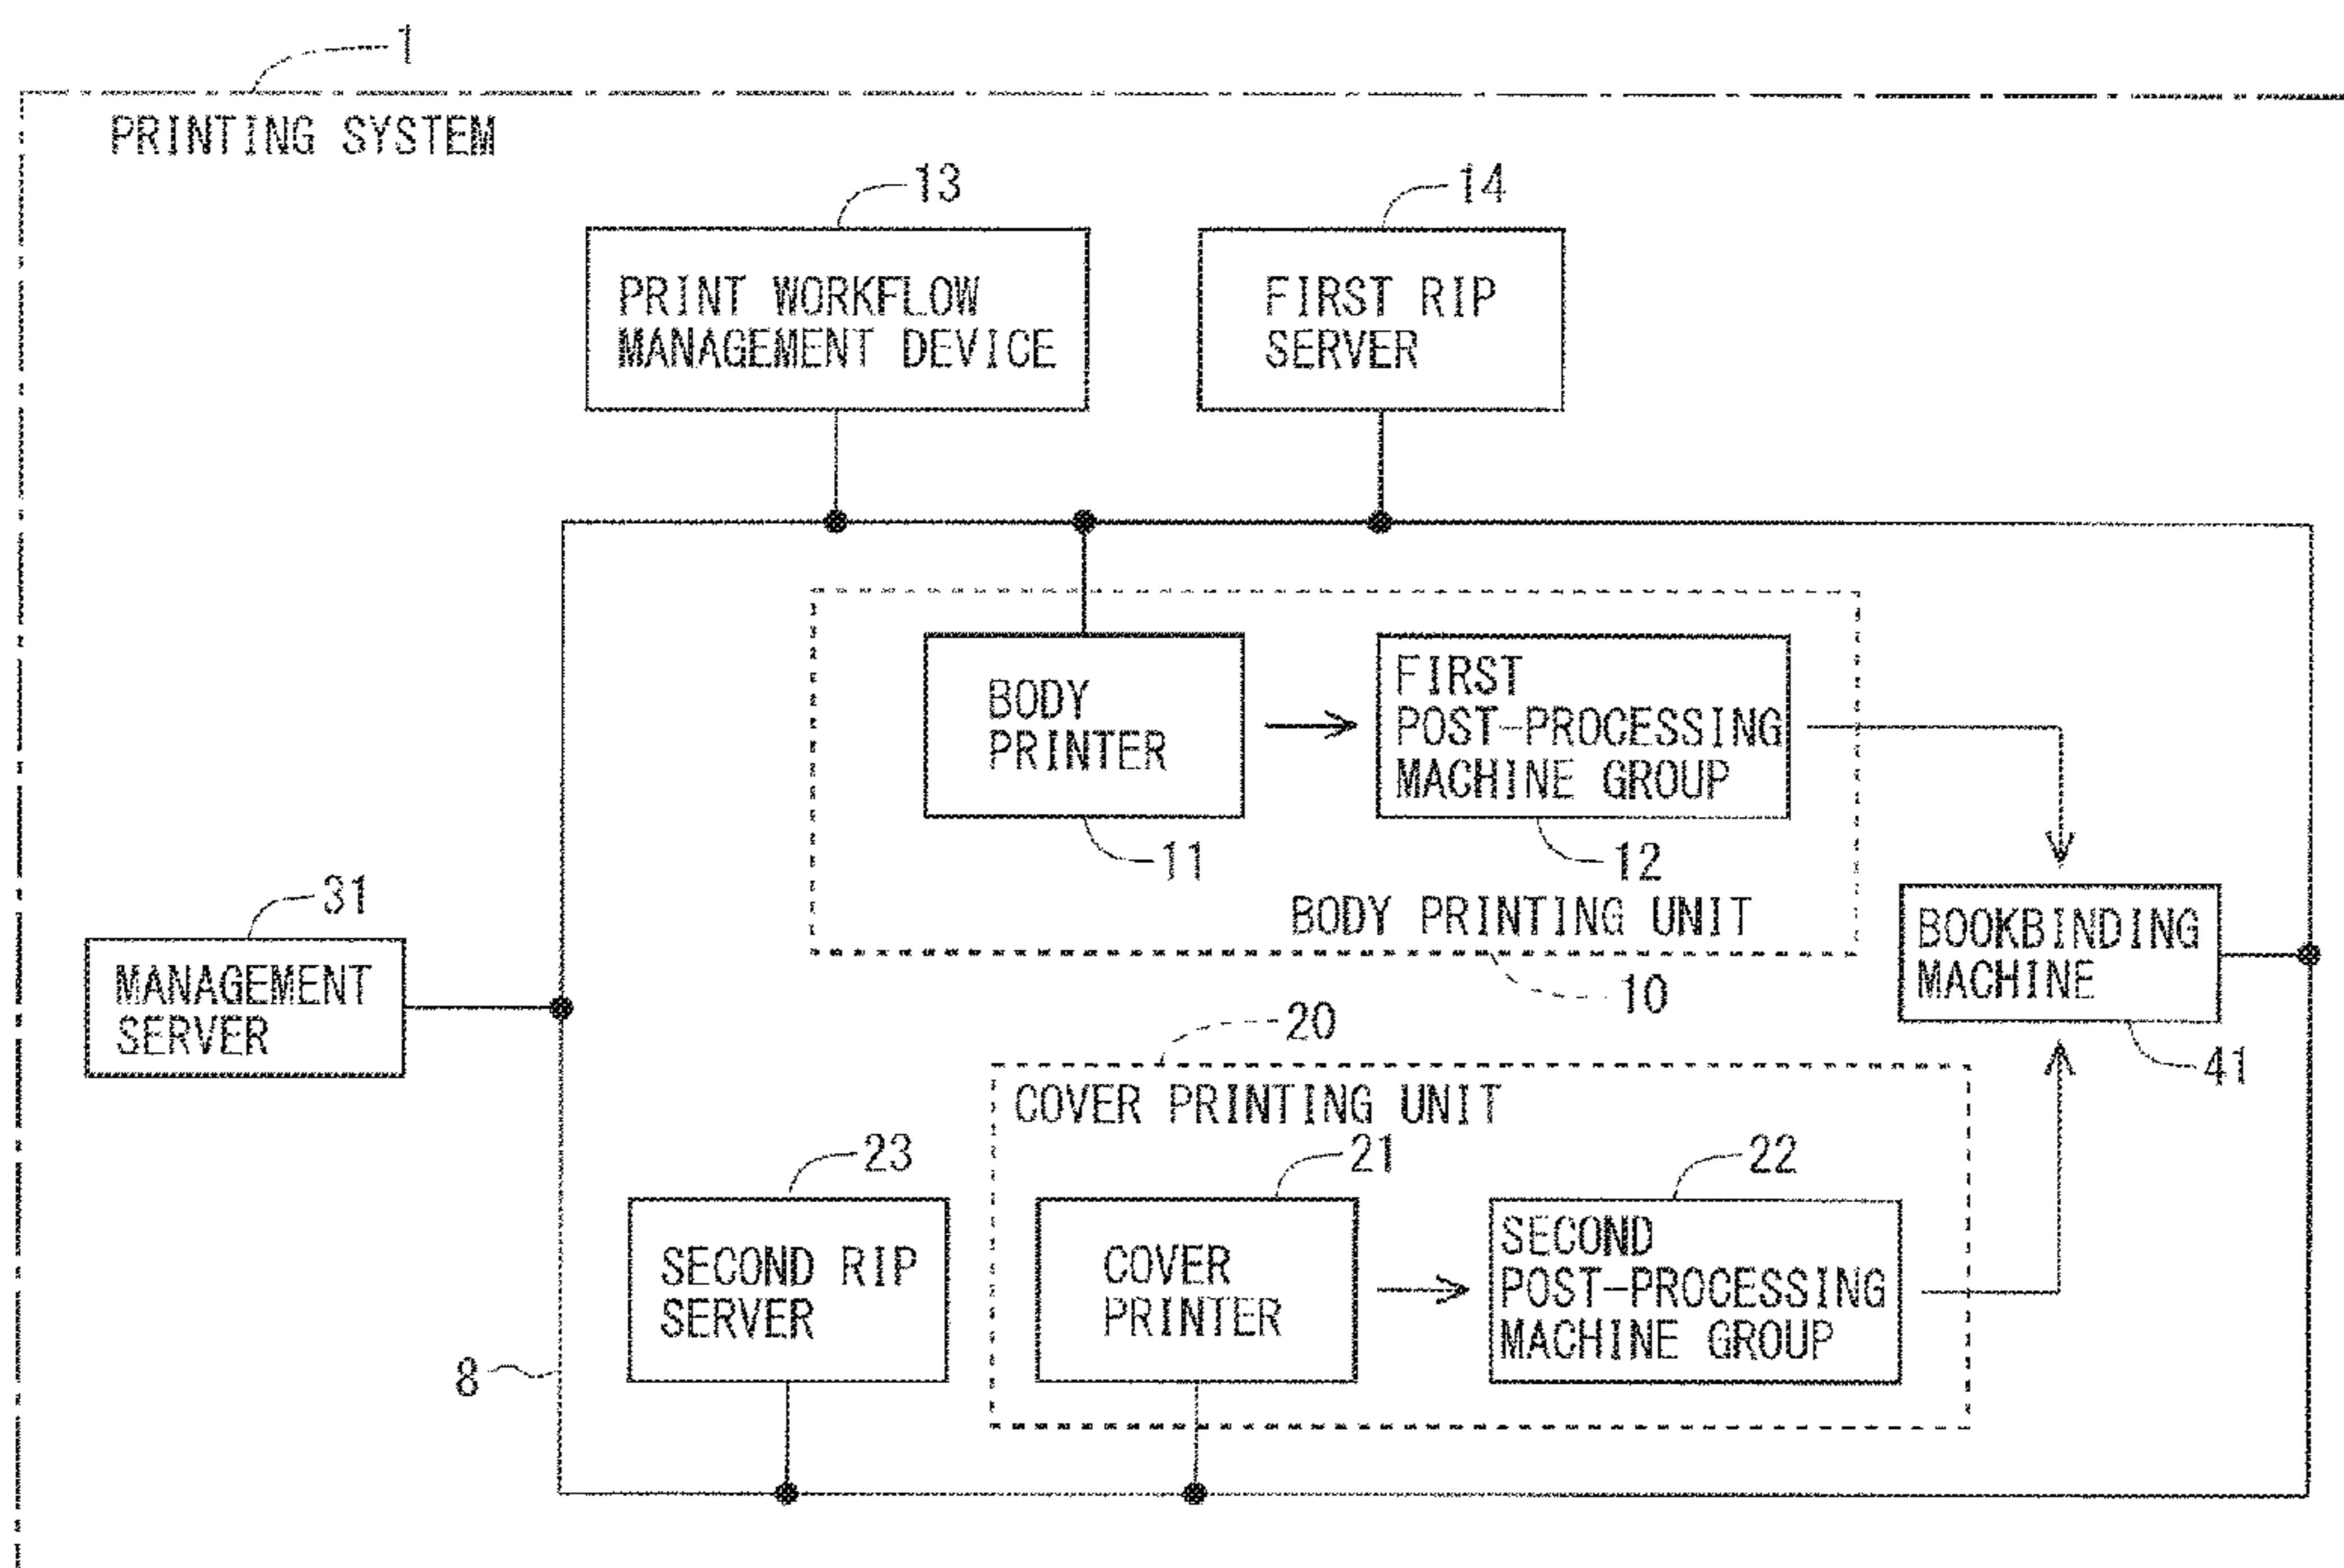 1
PRINTING SYSTEM
13
14
PRINT WORKFLOW
MANAGEMENT DEVICE
FIRST RIP
SERVER
BODY
PRINTER
FIRST
POST-PROCESSING
MACHINE GROUP
11
12
BODY PRINTING UNIT
10
31
MANAGEMENT
SERVER
BOOKBINDING
MACHINE
41
20
COVER PRINTING UNIT
23
21
22
SECOND RIP
SERVER
COVER
PRINTER
SECOND
POST-PROCESSING
MACHINE GROUP
8